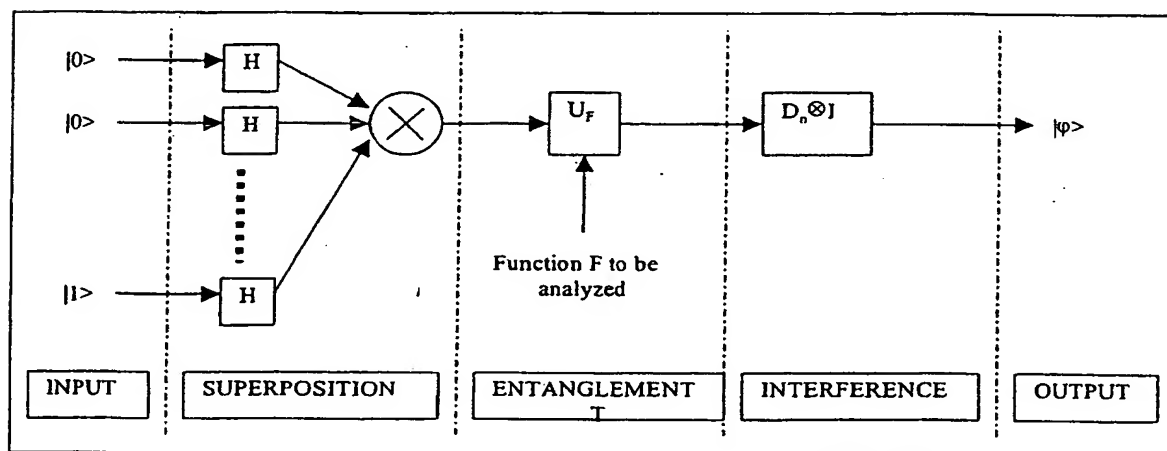 |0>
H
|0>
H
U_F
D_n⊗I
|φ>
Function F to be
analyzed
|1>
H
INPUT
SUPERPOSITION
ENTANGLEMENT
T
INTERFERENCE
OUTPUT